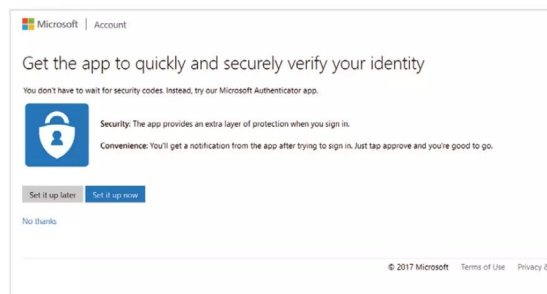 Microsoft | Account
Get the app to quickly and securely verify your identity
You don't have to wait for security codes. Instead, try our Microsoft Authenticator app.
Security: The app provides an extra layer of protection when you sign in.
Convenience: You'll get a notification from the app after trying to sign in. Just tap approve and you're good to go.
Set it up later Set it up now
No thanks
© 2017 Microsoft Terms of Use Privacy &